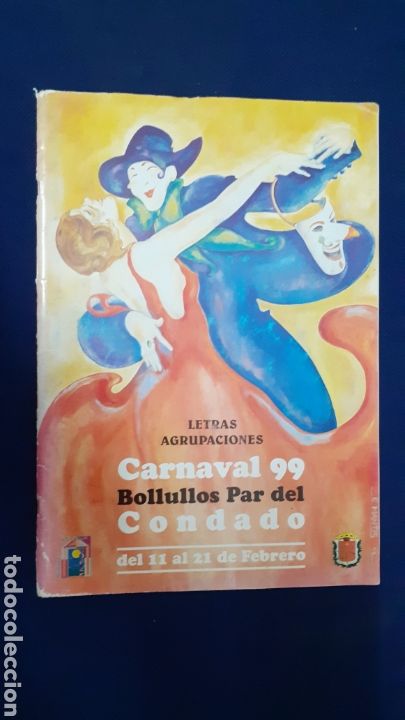 LETRAS
AGRUPACIONES
Carnaval 99
Bollullos Par del
Condado
del 11 al 21 de Febrero
todocoleccion